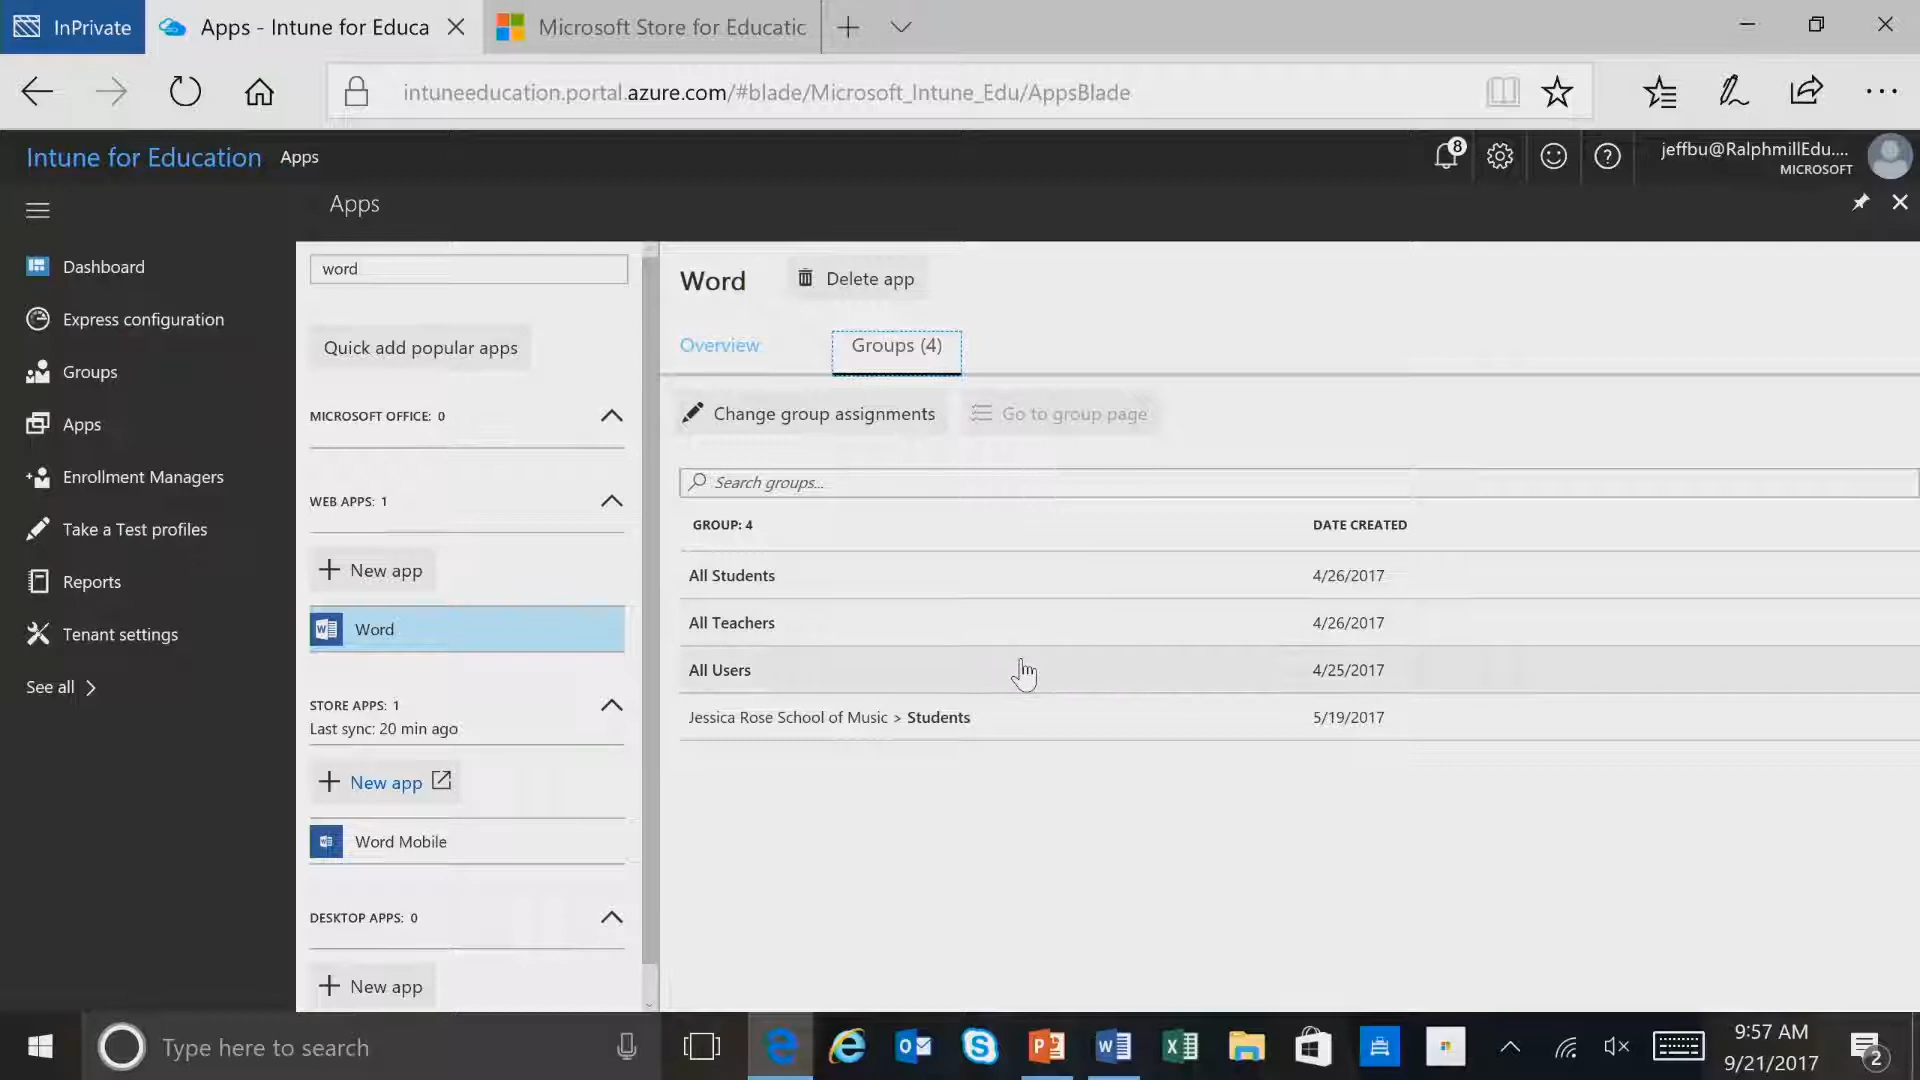 InPrivate
Apps - Intune for Educa
Microsoft Store for Educatic
intuneeducation.portal.azure.com/#blade/Microsoft_Intune_Edu/AppsBlade
Intune for Education
Apps
8
jeffbu@RalphmillEdu....
MICROSOFT
Apps
Dashboard
Express configuration
Groups
Apps
Enrollment Managers
Take a Test profiles
Reports
Tenant settings
See all
word
Quick add popular apps
MICROSOFT OFFICE: 0
WEB APPS: 1
New app
Word
STORE APPS: 1
Last sync: 20 min ago
New app
Word Mobile
DESKTOP APPS: 0
New app
Word
Delete app
Overview
Groups (4)
Change group assignments
Go to group page
Search groups...
GROUP: 4 DATE CREATED
All Students 4/26/2017
All Teachers 4/26/2017
All Users 4/25/2017
Jessica Rose School of Music > Students 5/19/2017
Type here to search
9:57 AM
9/21/2017
2